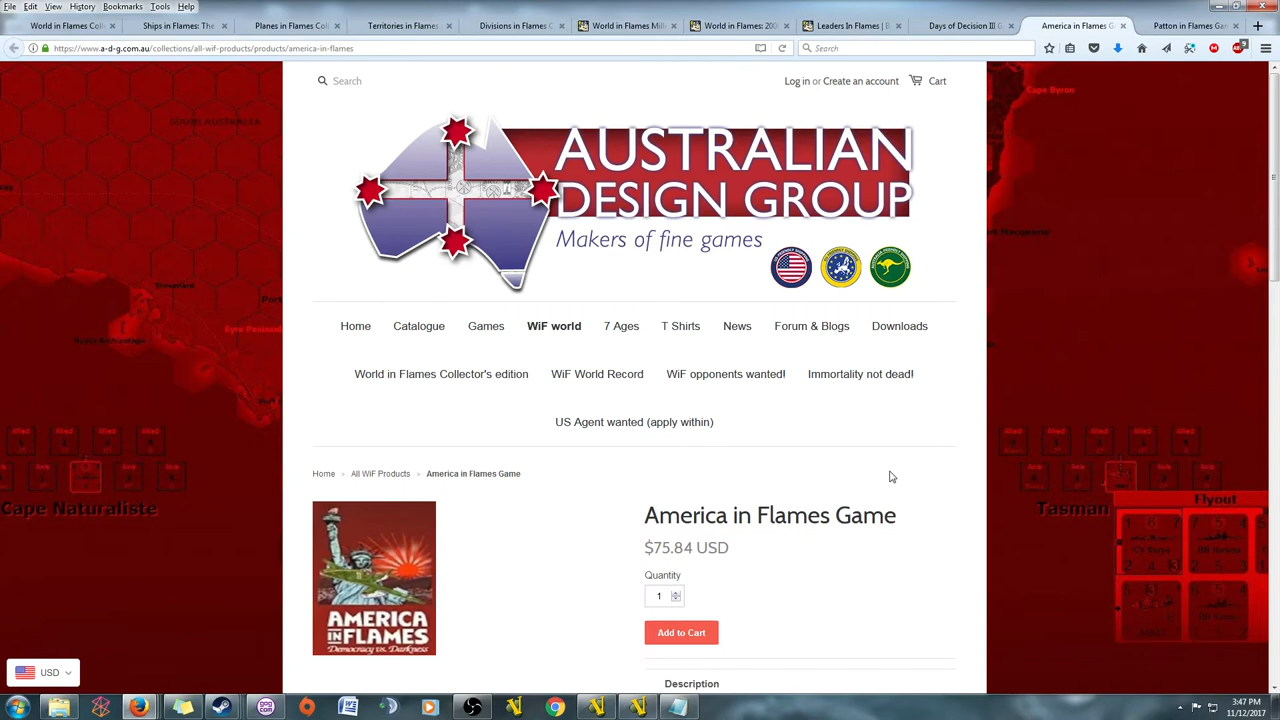 File Edit View History Bookmarks Tools Help
World in Flames Collec
Ships in Flames: The
Planes in Flames Coll
Territories in Flames
Divisions in Flames
World in Flames Mill
World in Flames: 200
Leaders In Flames | B
Days of Decision III G
America in Flames G
Patton in Flames Gam
https://www.a-d-g.com.au/collections/all-wif-products/products/america-in-flames
Search
Cape Byron
Search
Log in or Create an account
Cart
AUSTRALIAN
DESIGN GROUP
Makers of fine games
Home Catalogue Games WiF world 7 Ages T Shirts News Forum & Blogs Downloads
World in Flames Collector's edition WiF World Record WiF opponents wanted! Immortality not dead!
US Agent wanted (apply within)
Home › All WiF Products › America in Flames Game
Cape Naturaliste
Tasman
Flyout
America in Flames Game
$75.84 USD
Quantity
1
Add to Cart
AMERICA
IN FLAMES
Democracy vs. Darkness
Description
USD
3:47 PM
11/12/2017